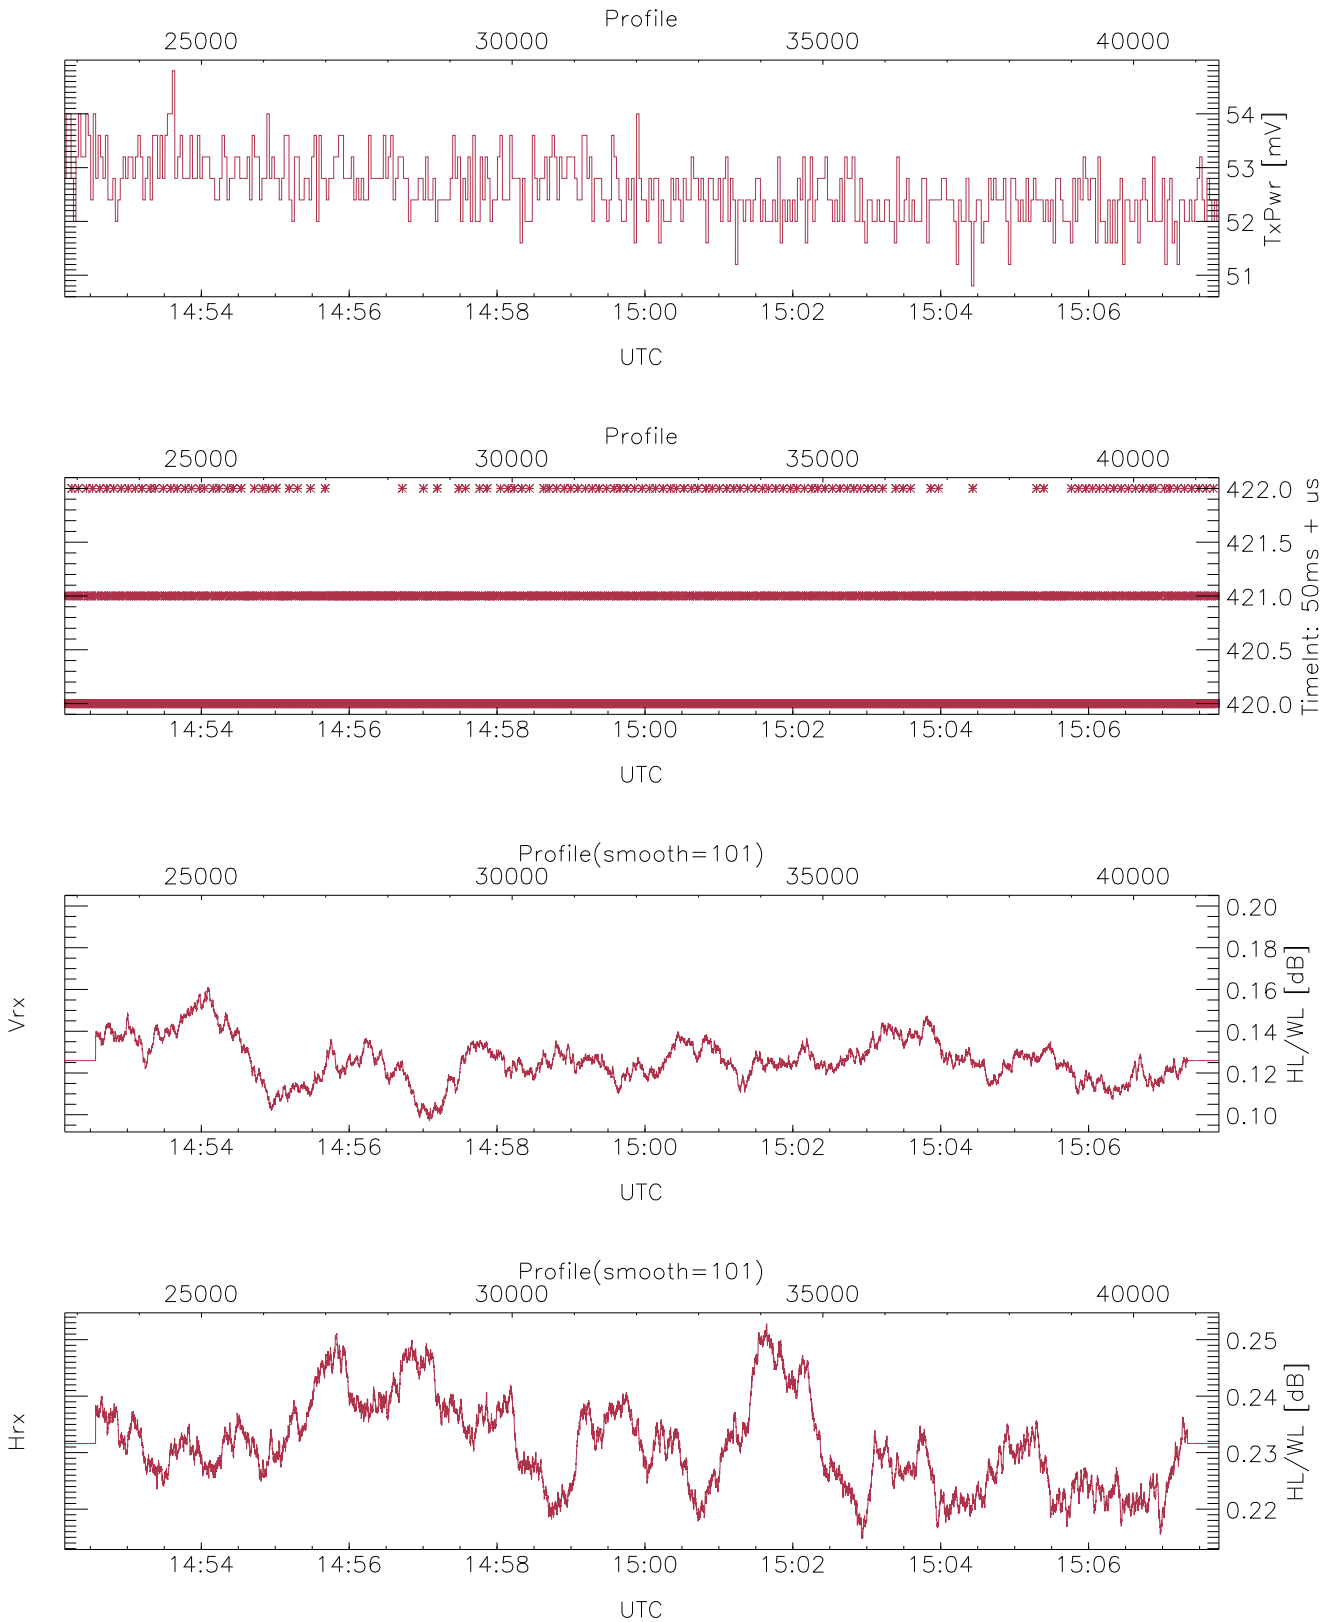 Profile
25000 30000 35000 40000
54
53
52
51
TxPwr [mV]
14:54 14:56 14:58 15:00 15:02 15:04 15:06
UTC
Profile
25000 30000 35000 40000
422.0
421.5
421.0
420.5
420.0
TimeInt: 50ms + us
14:54 14:56 14:58 15:00 15:02 15:04 15:06
UTC
Profile(smooth=101)
25000 30000 35000 40000
Vrx
0.20
0.18
0.16
0.14
0.12
0.10
HL/WL [dB]
14:54 14:56 14:58 15:00 15:02 15:04 15:06
UTC
Profile(smooth=101)
25000 30000 35000 40000
Hrx
0.25
0.24
0.23
0.22
HL/WL [dB]
14:54 14:56 14:58 15:00 15:02 15:04 15:06
UTC